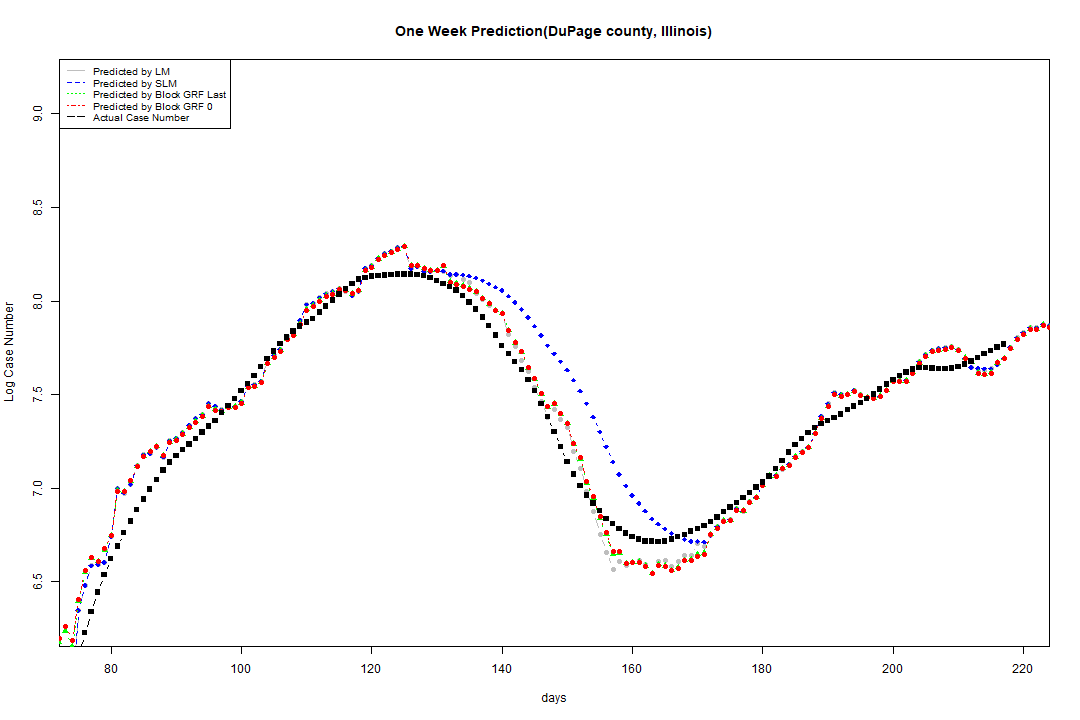 One Week Prediction(DuPage county, Illinois)
Predicted by LM
Predicted by SLM
Predicted by Block GRF Last
Predicted by Block GRF 0
Actual Case Number
Log Case Number
9.0
8.5
8.0
7.5
7.0
6.5
80 100 120 140 160 180 200 220
days